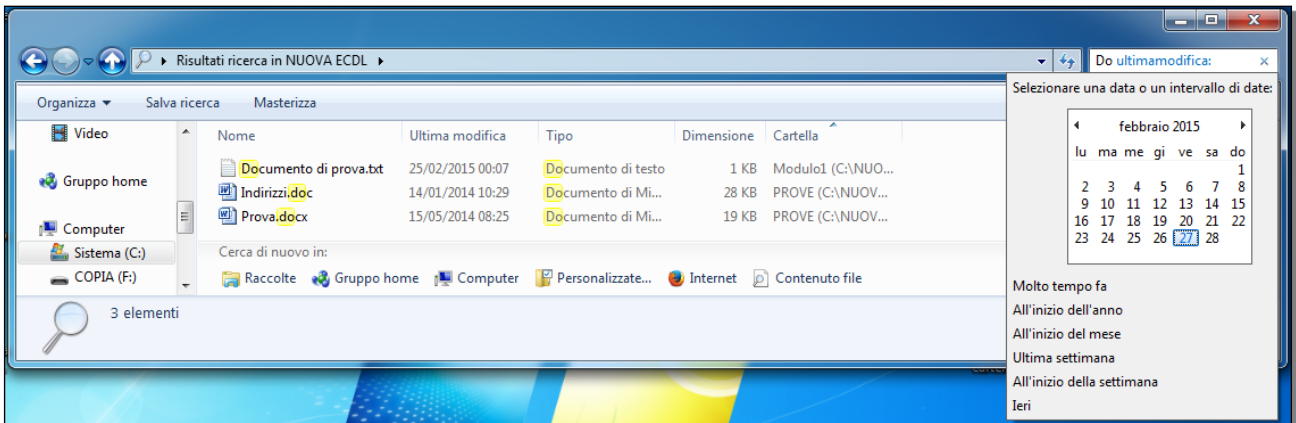 Risultati ricerca in NUOVA ECDL
Do ultimamodifica:
Organizza Salva ricerca Masterizza
Video
Gruppo home
Computer
Sistema (C:)
COPIA (F:)
Nome Ultima modifica Tipo Dimensione Cartella
Documento di prova.txt 25/02/2015 00:07 Documento di testo 1 KB Modulo1 (C:\NUO...
Indirizzi.doc 14/01/2014 10:29 Documento di Mi... 28 KB PROVE (C:\NUOV...
Prova.docx 15/05/2014 08:25 Documento di Mi... 19 KB PROVE (C:\NUOV...
Cerca di nuovo in:
Raccolte Gruppo home Computer Personalizzate... Internet Contenuto file
3 elementi
Selezionare una data o un intervallo di date:
febbraio 2015
lu ma me gi ve sa do
1
2 3 4 5 6 7 8
9 10 11 12 13 14 15
16 17 18 19 20 21 22
23 24 25 26 27 28
Molto tempo fa
All'inizio dell'anno
All'inizio del mese
Ultima settimana
All'inizio della settimana
Ieri